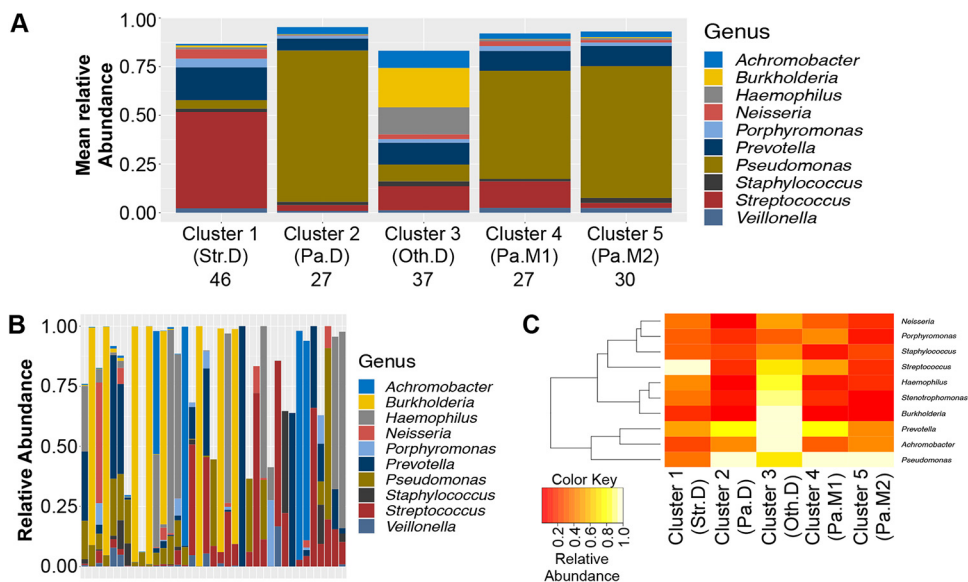 A
Mean relative
Abundance
1.00
0.75
0.50
0.25
0.00
Cluster 1
(Str.D)
46
Cluster 2
(Pa.D)
27
Cluster 3
(Oth.D)
37
Cluster 4
(Pa.M1)
27
Cluster 5
(Pa.M2)
30
Genus
Achromobacter
Burkholderia
Haemophilus
Neisseria
Porphyromonas
Prevotella
Pseudomonas
Staphylococcus
Streptococcus
Veillonella
B
Relative Abundance
1.00
0.75
0.50
0.25
0.00
Genus
Achromobacter
Burkholderia
Haemophilus
Neisseria
Porphyromonas
Prevotella
Pseudomonas
Staphylococcus
Streptococcus
Veillonella
C
Neisseria
Porphyromonas
Staphylococcus
Streptococcus
Haemophilus
Stenotrophomonas
Burkholderia
Prevotella
Achromobacter
Pseudomonas
Cluster 1
(Str.D)
Cluster 2
(Pa.D)
Cluster 3
(Oth.D)
Cluster 4
(Pa.M1)
Cluster 5
(Pa.M2)
Color Key
0.2
0.4
0.6
0.8
1.0
Relative
Abundance